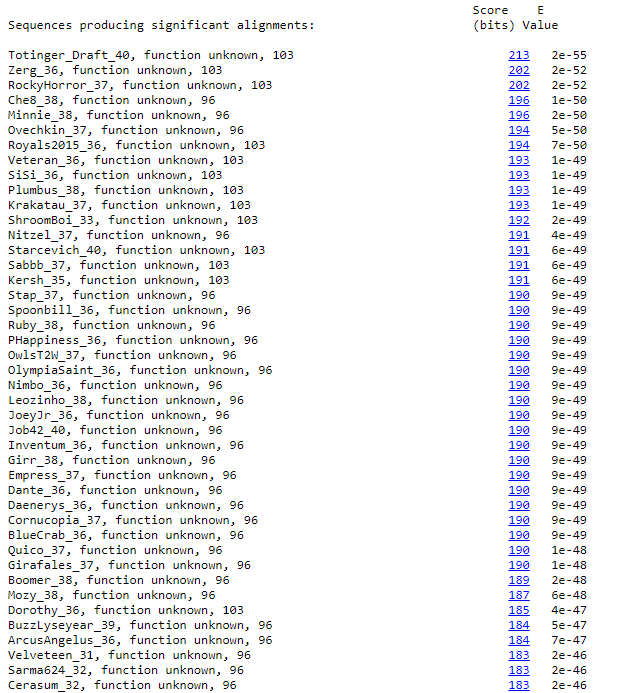 Score E
Sequences producing significant alignments: (bits) Value
Totinger_Draft_40, function unknown, 103 213 2e-55
Zerg_36, function unknown, 103 202 2e-52
RockyHorror_37, function unknown, 103 202 2e-52
Che8_38, function unknown, 96 196 1e-50
Minnie_38, function unknown, 96 196 2e-50
Ovechkin_37, function unknown, 96 194 5e-50
Royals2015_36, function unknown, 103 194 7e-50
Veteran_36, function unknown, 103 193 1e-49
SiSi_36, function unknown, 103 193 1e-49
Plumbus_38, function unknown, 103 193 1e-49
Krakatau_37, function unknown, 103 193 1e-49
ShroomBoi_33, function unknown, 103 192 2e-49
Nitzel_37, function unknown, 96 191 4e-49
Starcevich_40, function unknown, 103 191 6e-49
Sabbb_37, function unknown, 103 191 6e-49
Kersh_35, function unknown, 103 191 6e-49
Stap_37, function unknown, 96 190 9e-49
Spoonbill_36, function unknown, 96 190 9e-49
Ruby_38, function unknown, 96 190 9e-49
PHappiness_36, function unknown, 96 190 9e-49
OwlsT2W_37, function unknown, 96 190 9e-49
OlympiaSaint_36, function unknown, 96 190 9e-49
Nimbo_36, function unknown, 96 190 9e-49
Leozinho_38, function unknown, 96 190 9e-49
JoeyJr_36, function unknown, 96 190 9e-49
Job42_40, function unknown, 96 190 9e-49
Inventum_36, function unknown, 96 190 9e-49
Girr_38, function unknown, 96 190 9e-49
Empress_37, function unknown, 96 190 9e-49
Dante_36, function unknown, 96 190 9e-49
Daenerys_36, function unknown, 96 190 9e-49
Cornucopia_37, function unknown, 96 190 9e-49
BlueCrab_36, function unknown, 96 190 9e-49
Quico_37, function unknown, 96 190 1e-48
Girafales_37, function unknown, 96 190 1e-48
Boomer_38, function unknown, 96 189 2e-48
Mozy_38, function unknown, 96 187 6e-48
Dorothy_36, function unknown, 103 185 4e-47
BuzzLyseyear_39, function unknown, 96 184 5e-47
ArcusAngelus_36, function unknown, 96 184 7e-47
Velveteen_31, function unknown, 96 183 2e-46
Sarma624_32, function unknown, 96 183 2e-46
Cerasum_32, function unknown, 96 183 2e-46